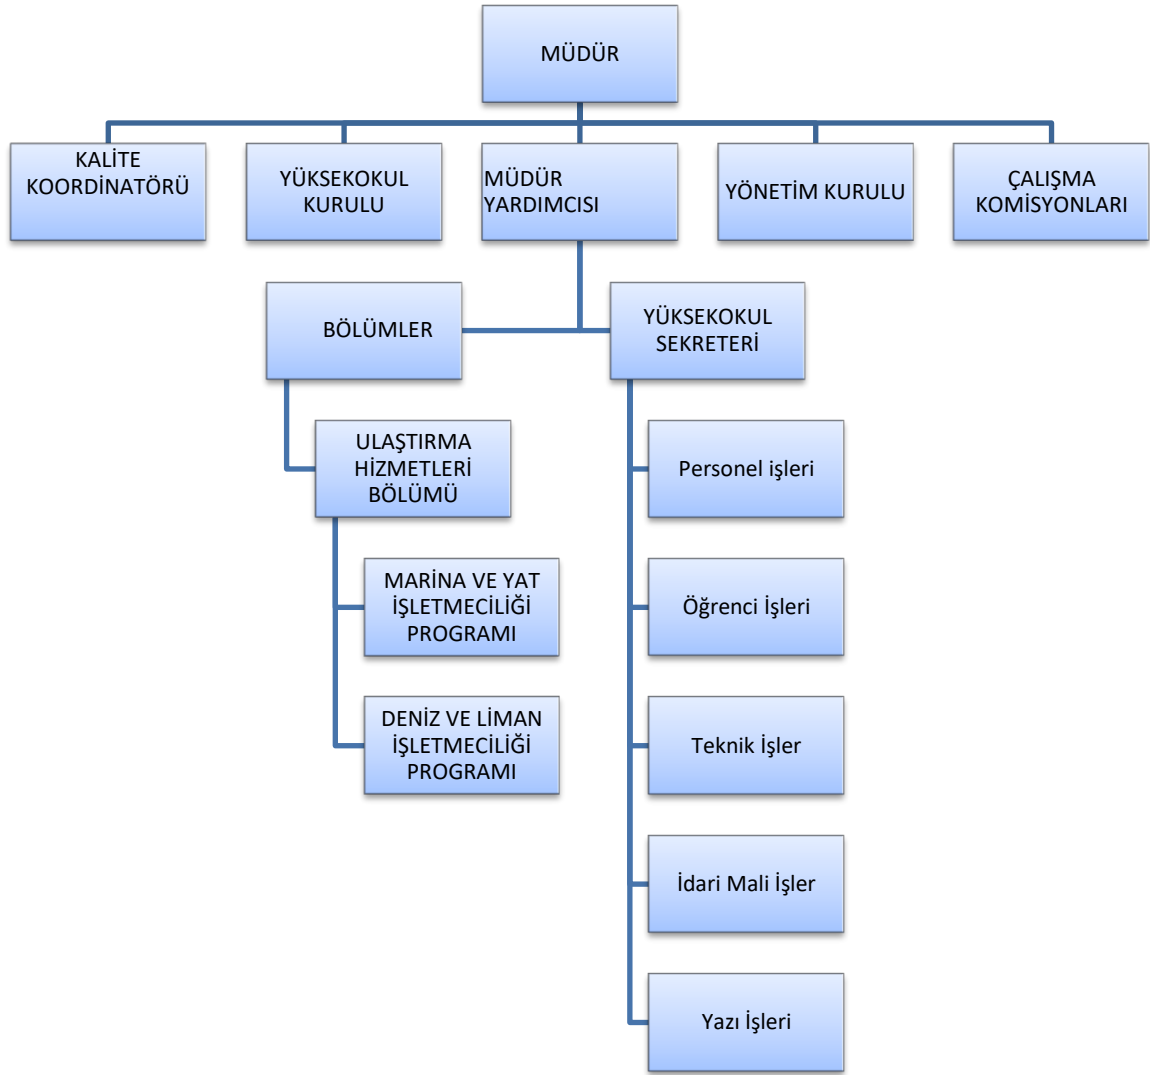 MÜDÜR
KALİTE
KOORDİNATÖRÜ
YÜKSEKOKUL
KURULU
MÜDÜR
YARDIMCISI
YÖNETİM KURULU
ÇALIŞMA
KOMİSYONLARI
BÖLÜMLER
YÜKSEKOKUL
SEKRETERİ
ULAŞTIRMA
HİZMETLERİ
BÖLÜMÜ
MARİNA VE YAT
İŞLETMECİLİĞİ
PROGRAMI
DENİZ VE LİMAN
İŞLETMECİLİĞİ
PROGRAMI
Personel işleri
Öğrenci İşleri
Teknik İşler
İdari Mali İşler
Yazı İşleri